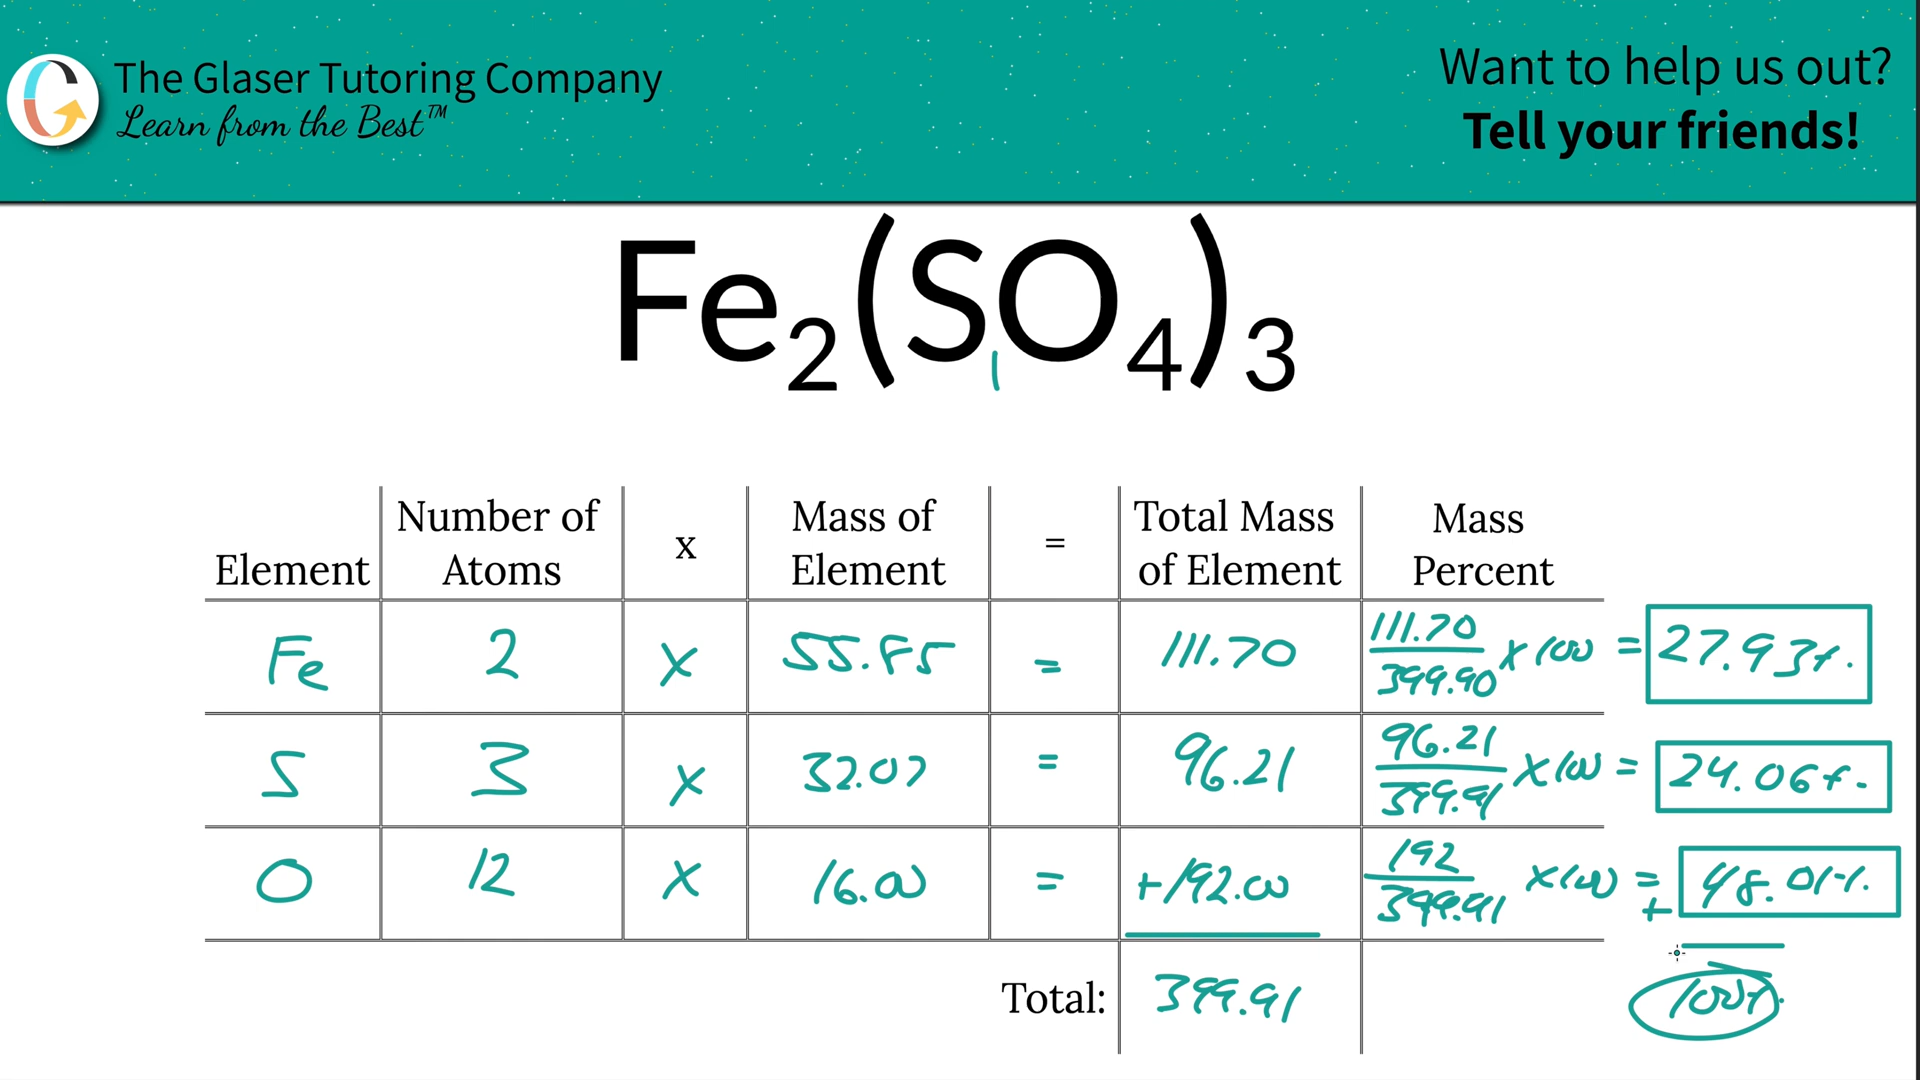 The Glaser Tutoring Company
Learn from the Best™
Want to help us out?
Tell your friends!
Fe₂(SO₄)₃
1
Element | Number of Atoms | x | Mass of Element | = | Total Mass of Element | Mass Percent
Fe | 2 | x | 55.85 | = | 111.70 | 111.70/399.90 x 100 = 27.93%
S | 3 | x | 32.07 | = | 96.21 | 96.21/399.91 x 100 = 24.06%
O | 12 | x | 16.00 | = | +192.00 | 192/399.91 x 100 = 48.01%
+
Total: 399.91
100%